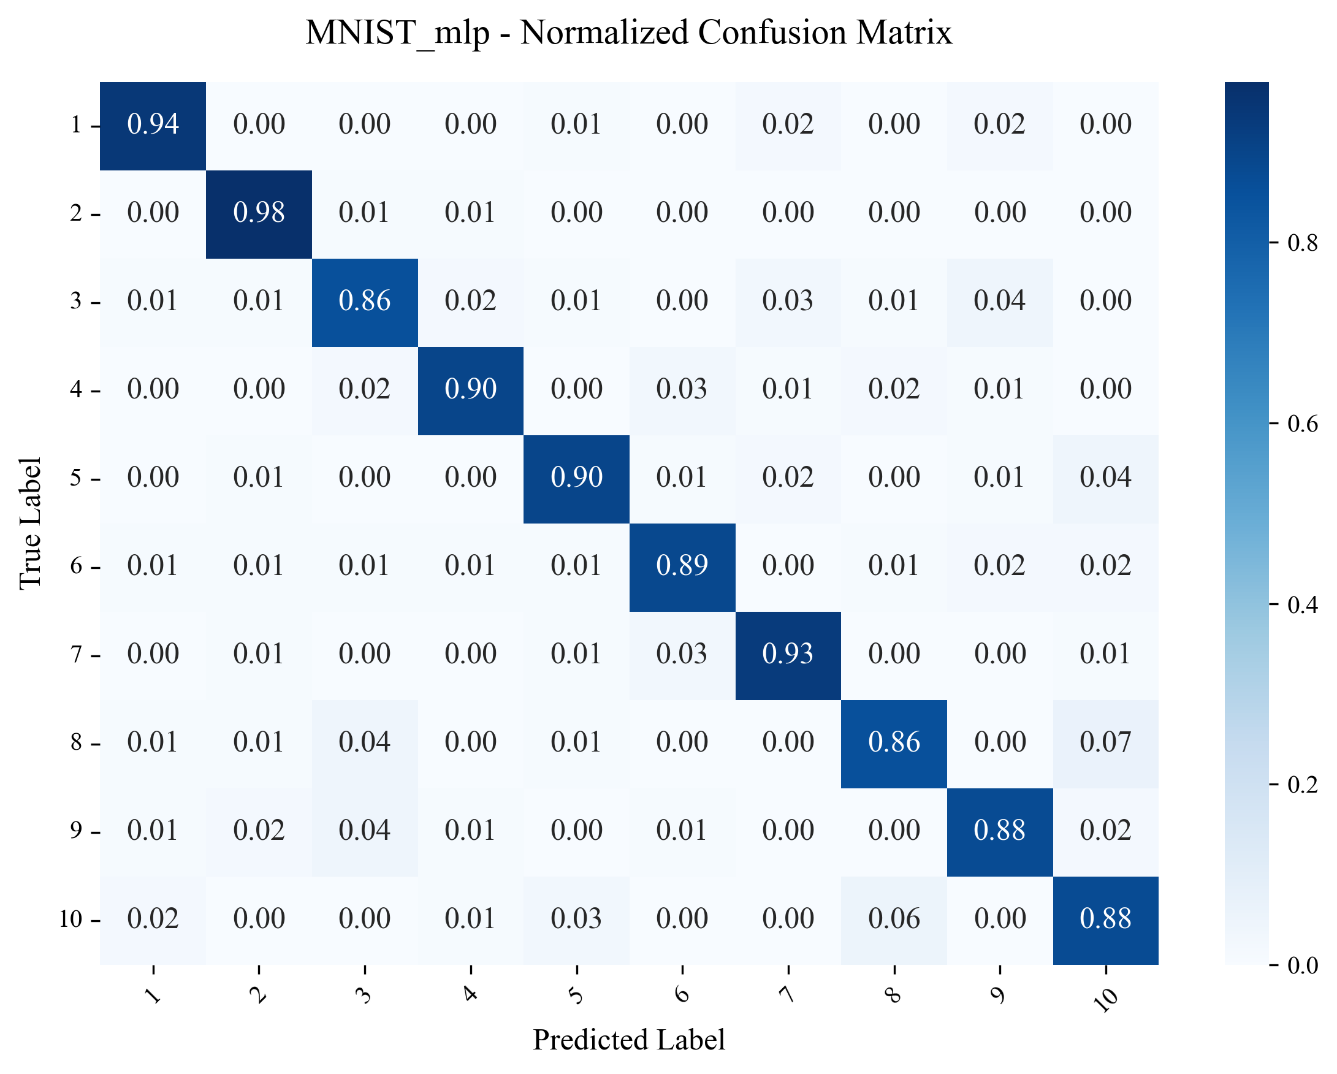 MNIST_mlp - Normalized Confusion Matrix
1 0.94 0.00 0.00 0.00 0.01 0.00 0.02 0.00 0.02 0.00
2 0.00 0.98 0.01 0.01 0.00 0.00 0.00 0.00 0.00 0.00
3 0.01 0.01 0.86 0.02 0.01 0.00 0.03 0.01 0.04 0.00
4 0.00 0.00 0.02 0.90 0.00 0.03 0.01 0.02 0.01 0.00
5 0.00 0.01 0.00 0.00 0.90 0.01 0.02 0.00 0.01 0.04
6 0.01 0.01 0.01 0.01 0.01 0.89 0.00 0.01 0.02 0.02
7 0.00 0.01 0.00 0.00 0.01 0.03 0.93 0.00 0.00 0.01
8 0.01 0.01 0.04 0.00 0.01 0.00 0.00 0.86 0.00 0.07
9 0.01 0.02 0.04 0.01 0.00 0.01 0.00 0.00 0.88 0.02
10 0.02 0.00 0.00 0.01 0.03 0.00 0.00 0.06 0.00 0.88
1 2 3 4 5 6 7 8 9 10
Predicted Label
True Label
0.8
0.6
0.4
0.2
0.0